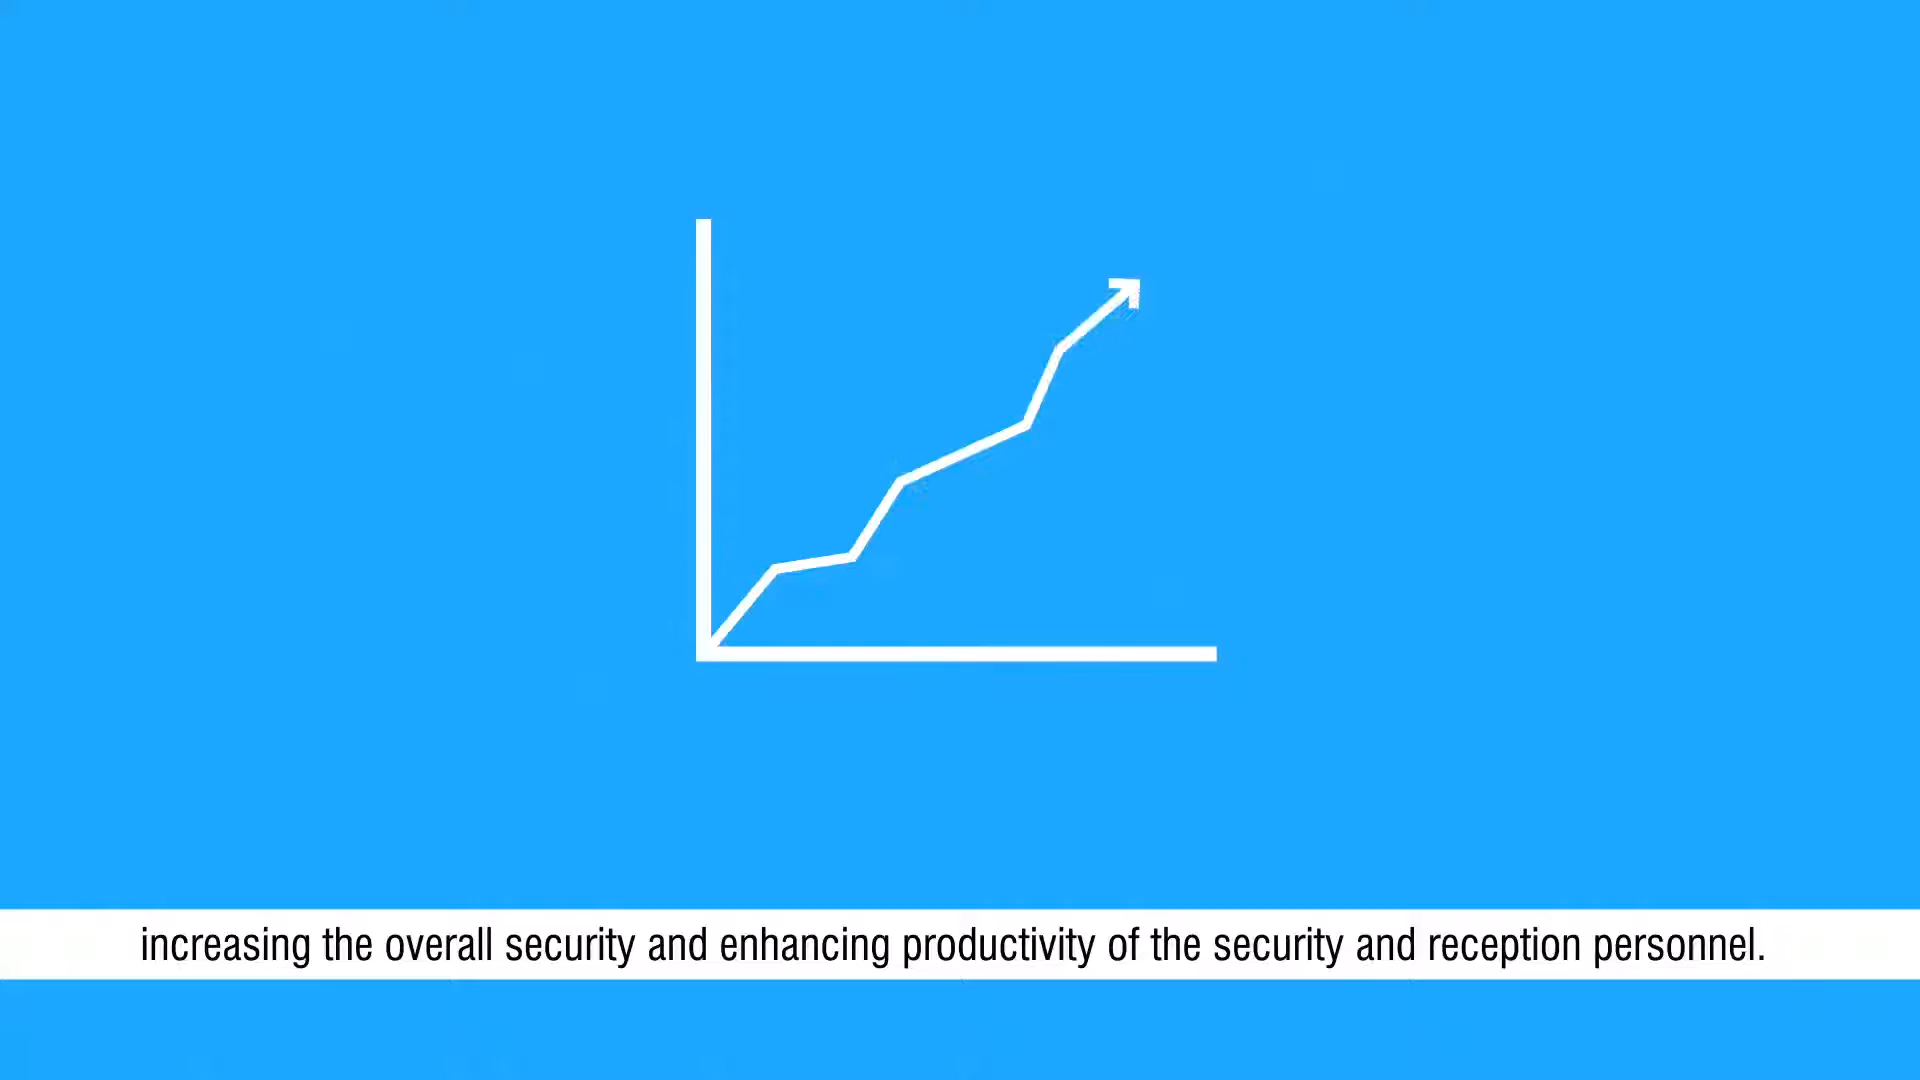 increasing the overall security and enhancing productivity of the security and reception personnel.